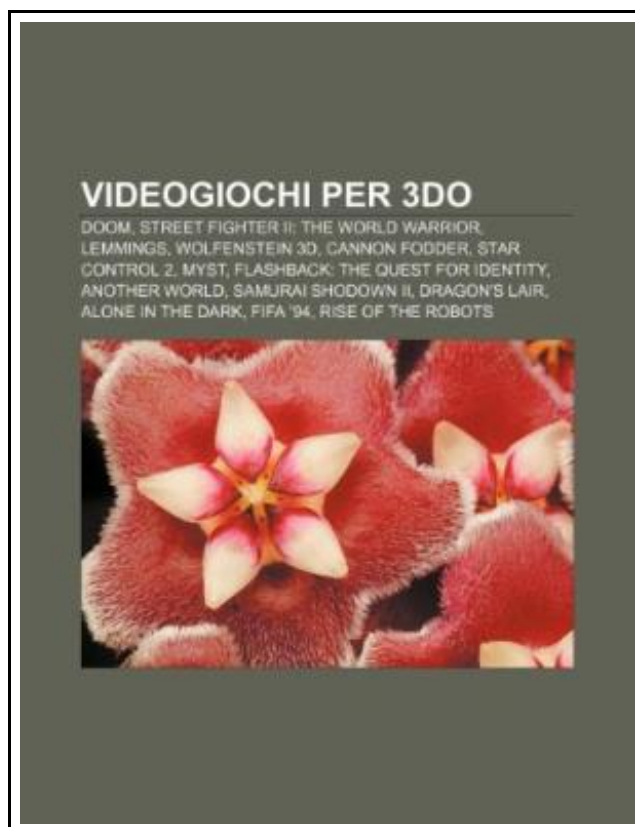 VIDEOGIOCHI PER 3DO
DOOM, STREET FIGHTER II: THE WORLD WARRIOR,
LEMMINGS, WOLFENSTEIN 3D, CANNON FODDER, STAR
CONTROL 2, MYST, FLASHBACK: THE QUEST FOR IDENTITY,
ANOTHER WORLD, SAMURAI SHODOWN II, DRAGON'S LAIR,
ALONE IN THE DARK, FIFA '94, RISE OF THE ROBOTS